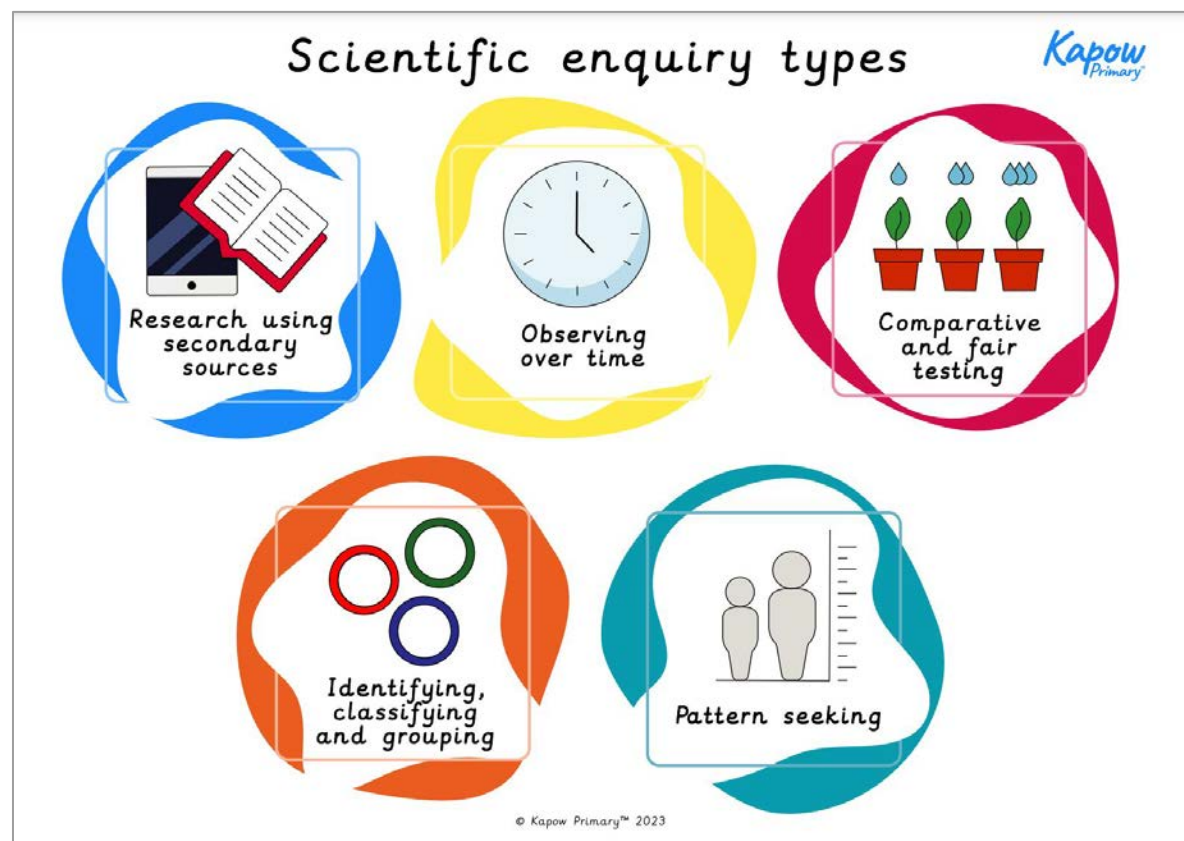 Scientific enquiry types
Kapow
Primary™
Research using
secondary
sources
Observing
over time
Comparative
and fair
testing
Identifying,
classifying
and grouping
Pattern seeking
© Kapow Primary™ 2023